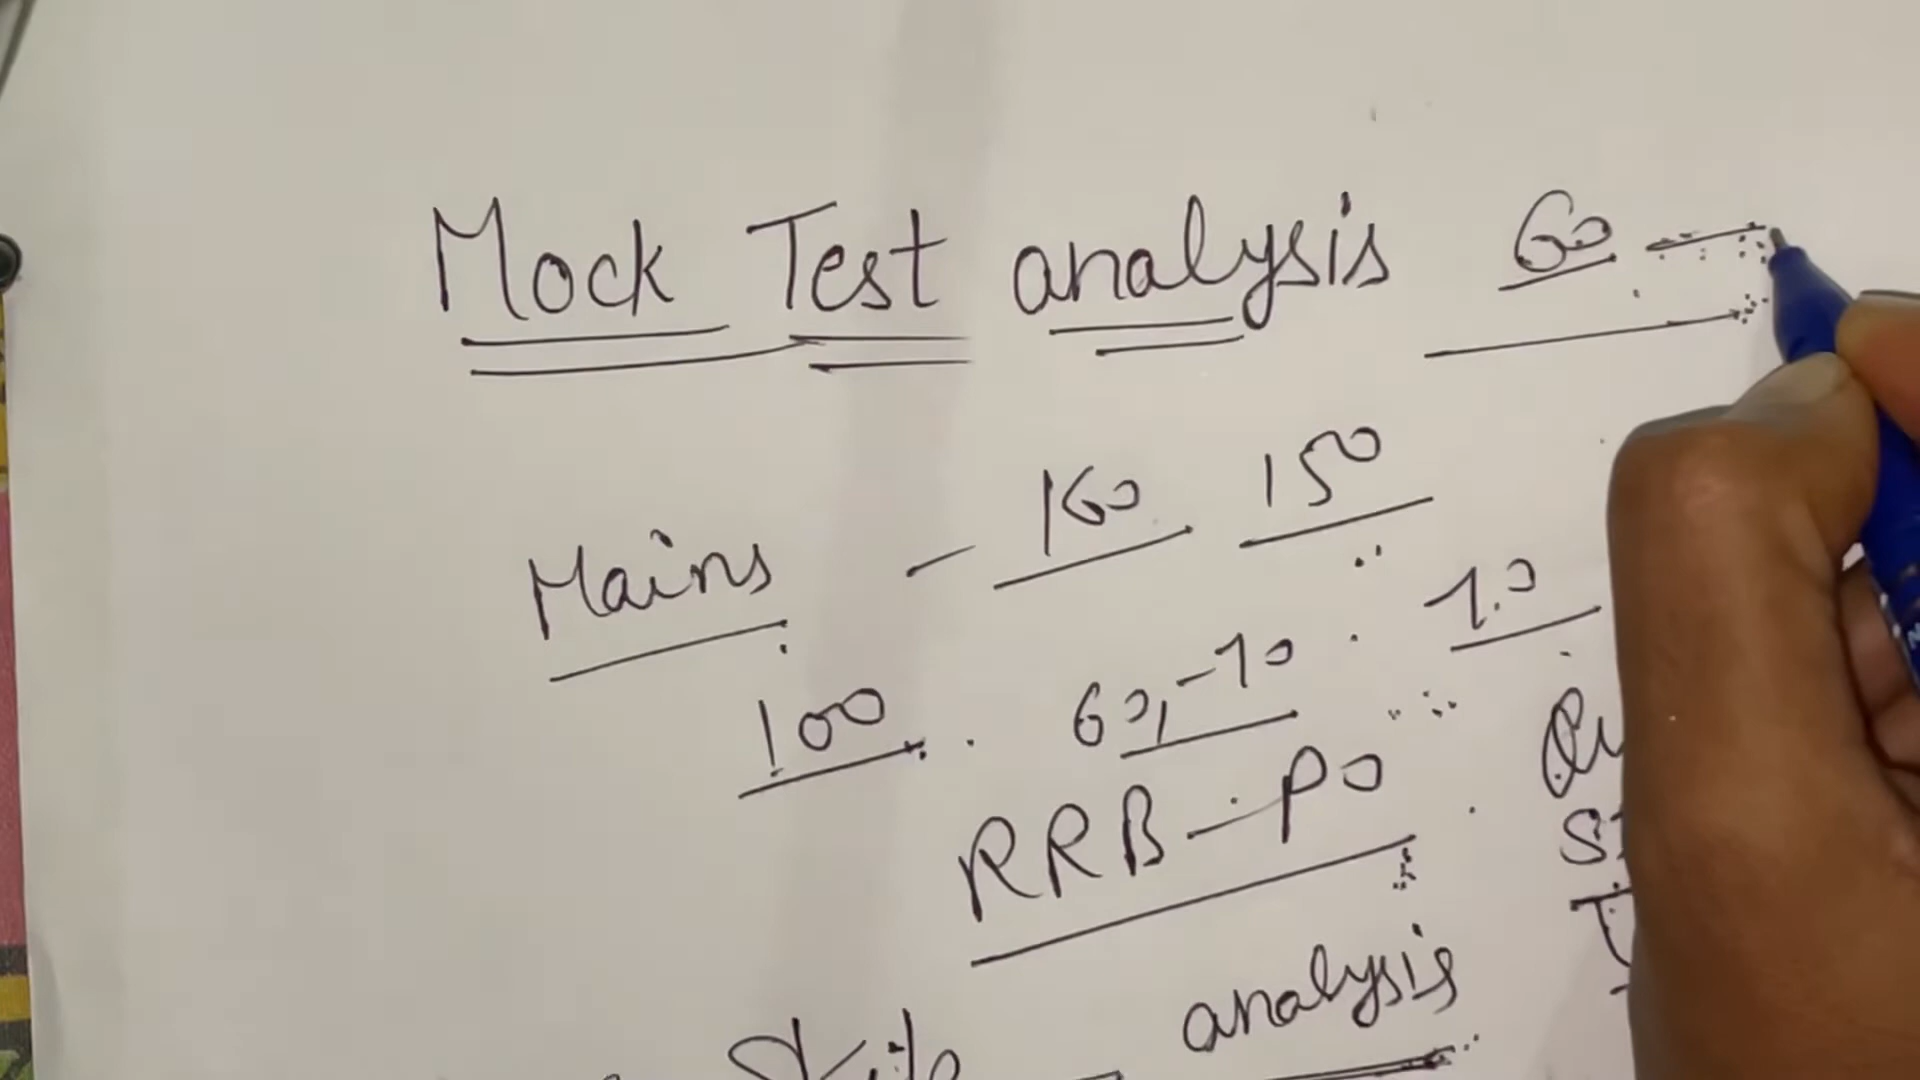 Mock Test analysis 60 —
Mains - 160 150
100 60,-70 70
RRB-PO
analysis